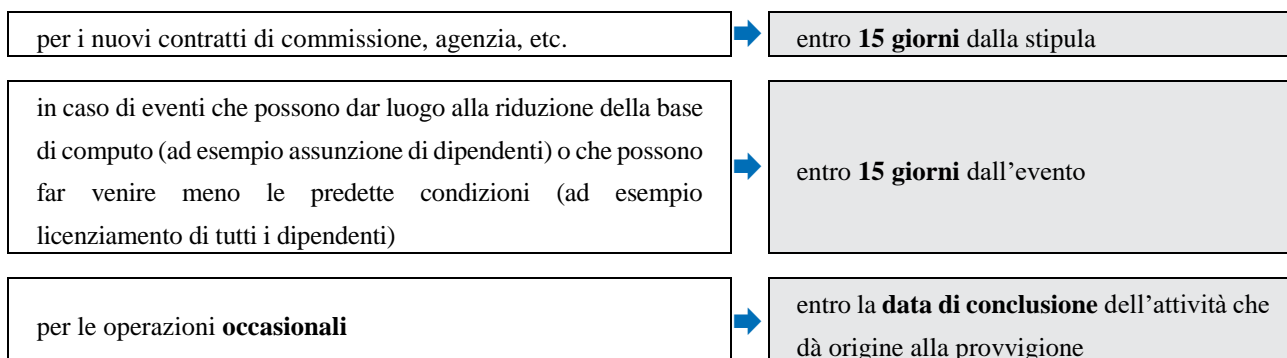 per i nuovi contratti di commissione, agenzia, etc.
entro 15 giorni dalla stipula
in caso di eventi che possono dar luogo alla riduzione della base
di computo (ad esempio assunzione di dipendenti) o che possono
far venire meno le predette condizioni (ad esempio
licenziamento di tutti i dipendenti)
entro 15 giorni dall’evento
per le operazioni occasionali
entro la data di conclusione dell’attività che
dà origine alla provvigione